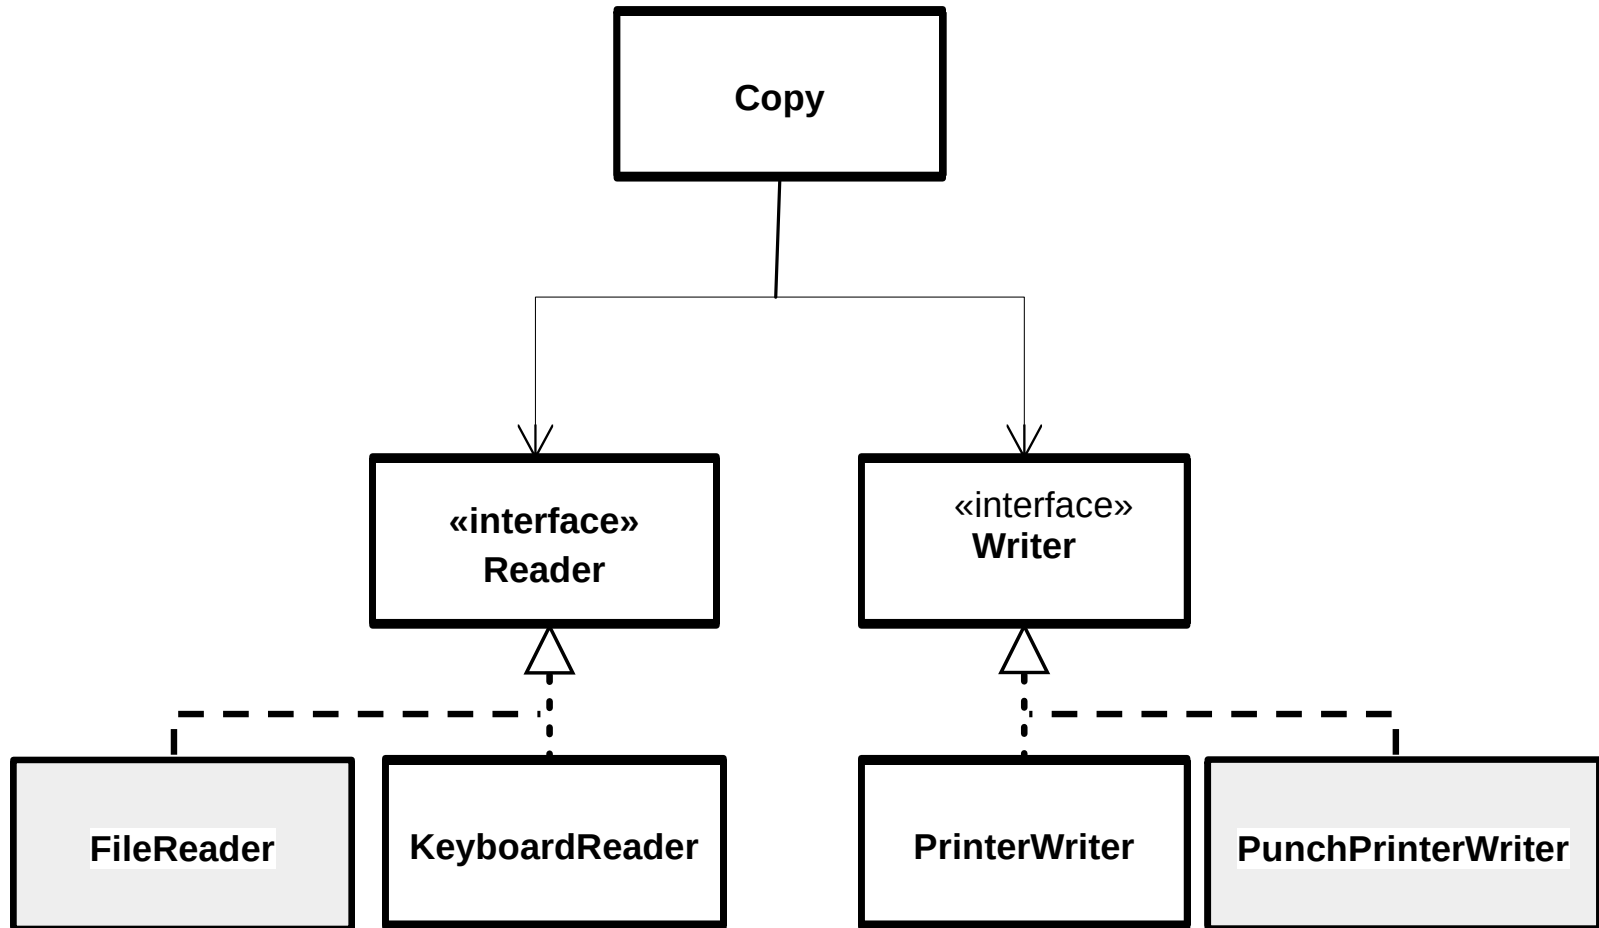 Copy
«interface»
Reader
«interface»
Writer
FileReader
KeyboardReader
PrinterWriter
PunchPrinterWriter